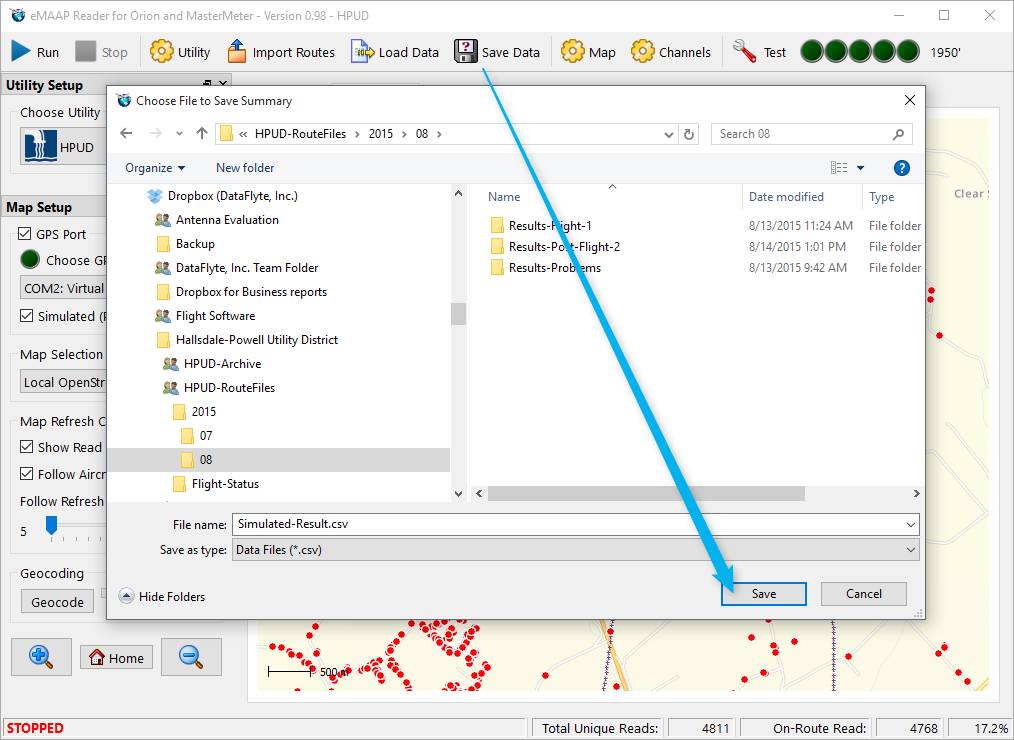 eMAAP Reader for Orion and MasterMeter - Version 0.98 - HPUD
Run Stop Utility Import Routes Load Data Save Data Map Channels Test 1950'
Utility Setup
Choose Utility
HPUD
Map Setup
GPS Port
Choose GP
COM2: Virtual
Simulated (F
Map Selection
Local OpenStr
Map Refresh C
Show Read
Follow Aircr
Follow Refresh
5
Geocoding
Geocode
Home
Choose File to Save Summary
« HPUD-RouteFiles › 2015 › 08 ›
Search 08
Organize New folder
Dropbox (DataFlyte, Inc.)
Antenna Evaluation
Backup
DataFlyte, Inc. Team Folder
Dropbox for Business reports
Flight Software
Hallsdale-Powell Utility District
HPUD-Archive
HPUD-RouteFiles
2015
07
08
Flight-Status
Name Date modified Type
Results-Flight-1 8/13/2015 11:24 AM File folder
Results-Post-Flight-2 8/14/2015 1:01 PM File folder
Results-Problems 8/13/2015 9:42 AM File folder
File name: Simulated-Result.csv
Save as type: Data Files (*.csv)
Hide Folders
Save Cancel
Clear
500m
STOPPED Total Unique Reads: 4811 On-Route Read: 4768 17.2%